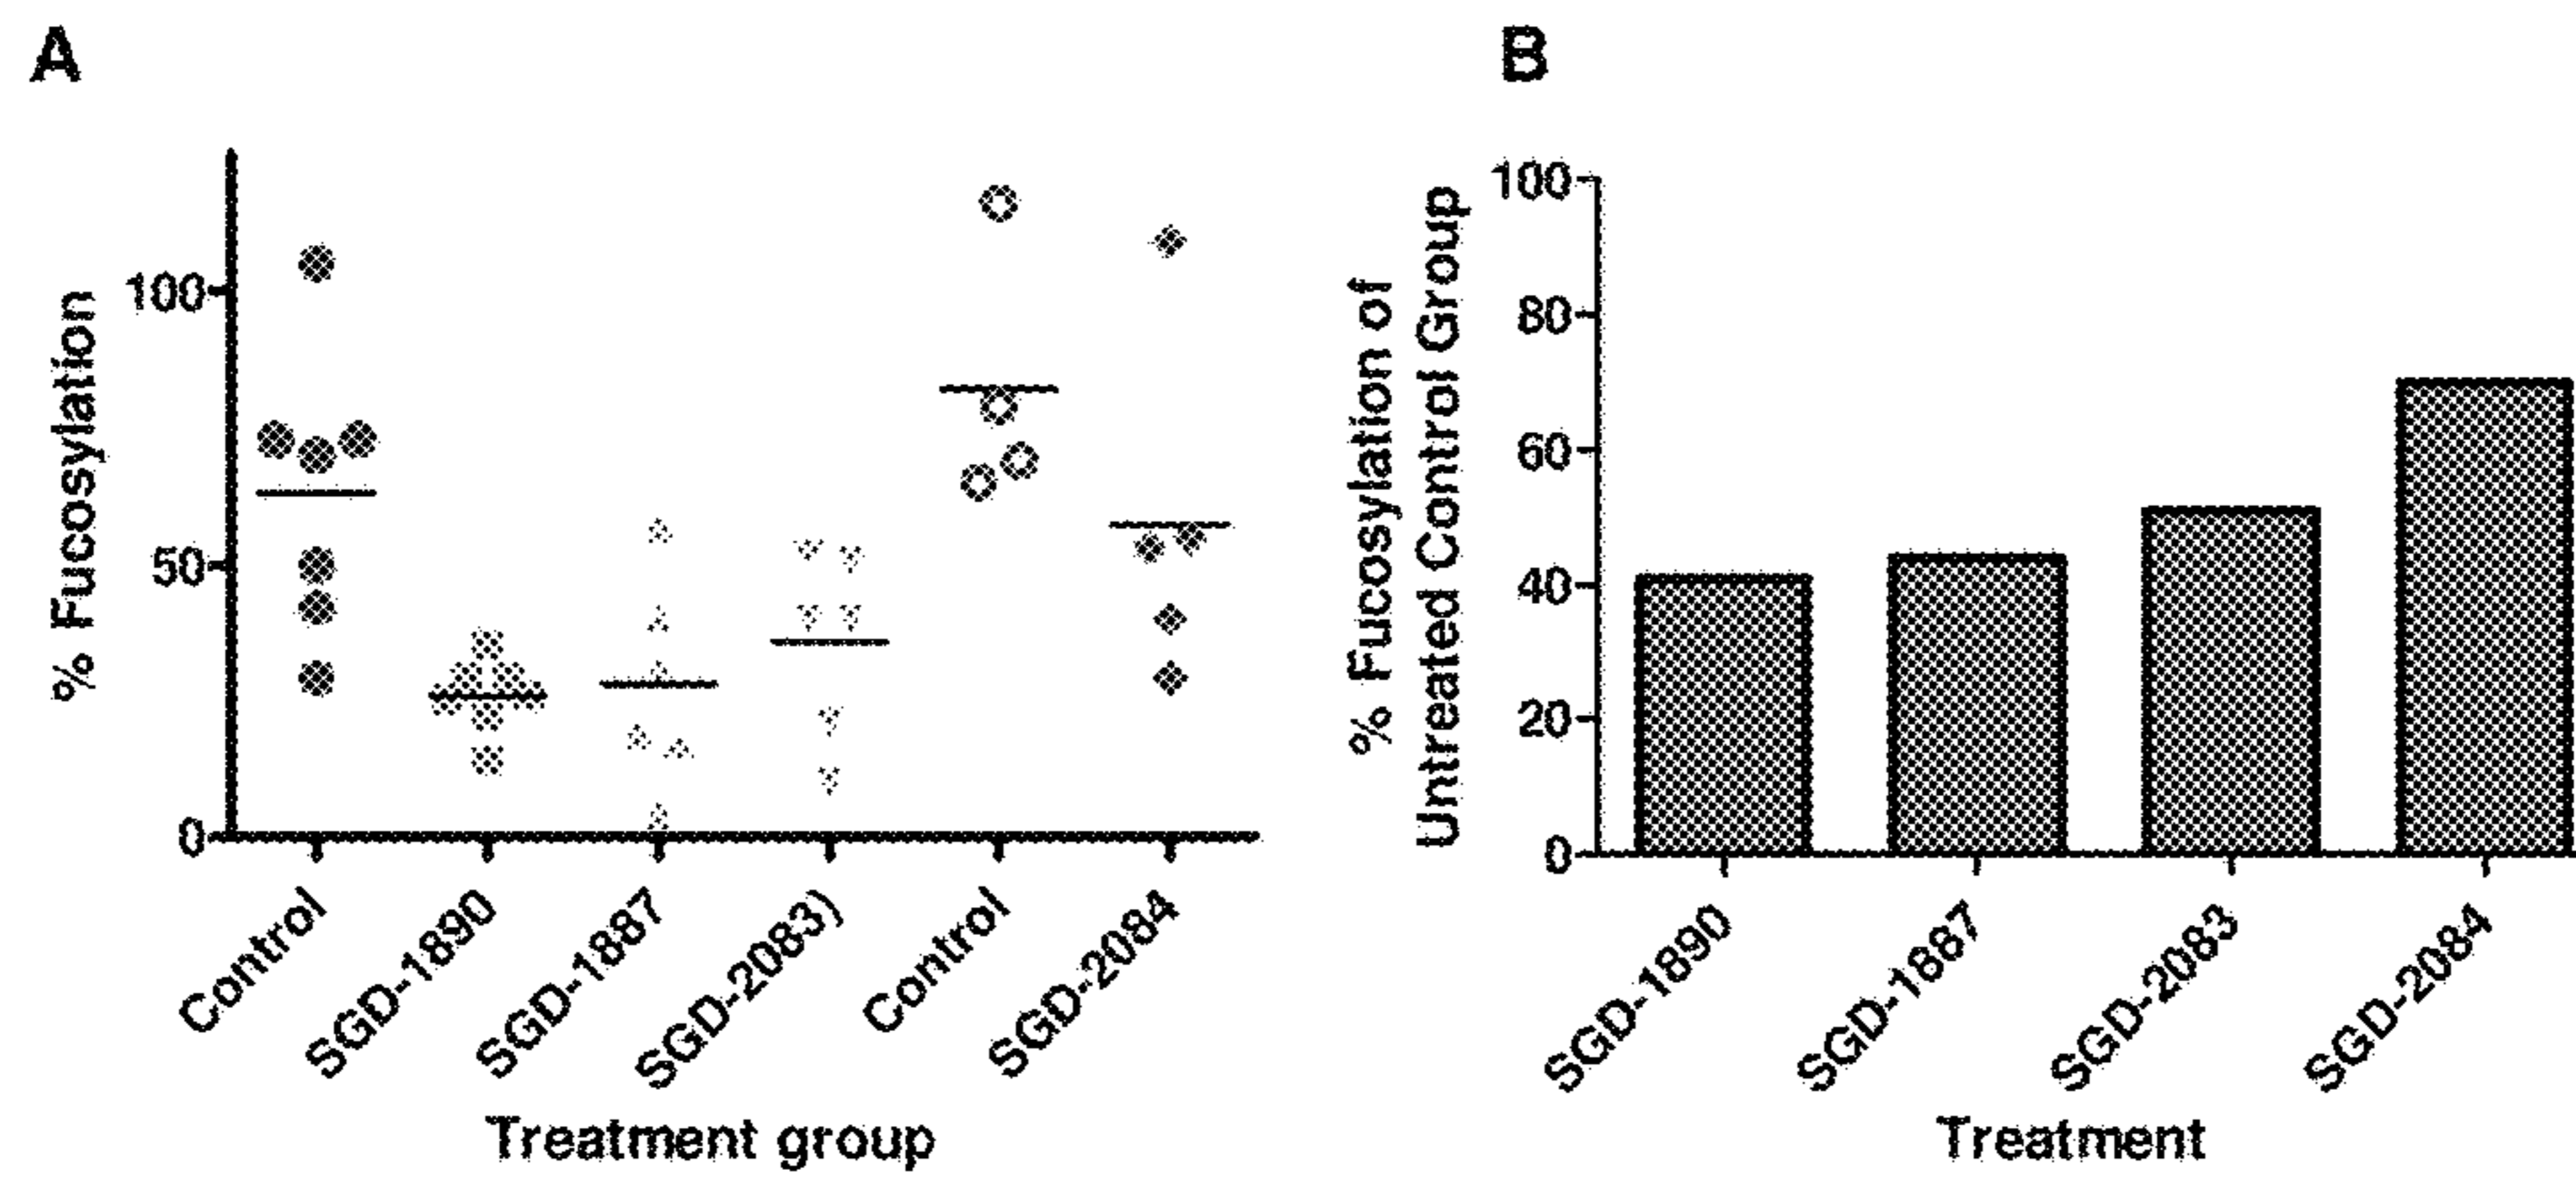 A
% Fucosylation
100
50
0
Control
SGD-1890
SGD-1887
SGD-2083)
Control
SGD-2084
Treatment group
B
% Fucosylation of
Untreated Control Group
100
80
60
40
20
0
SGD-1890
SGD-1887
SGD-2083
SGD-2084
Treatment